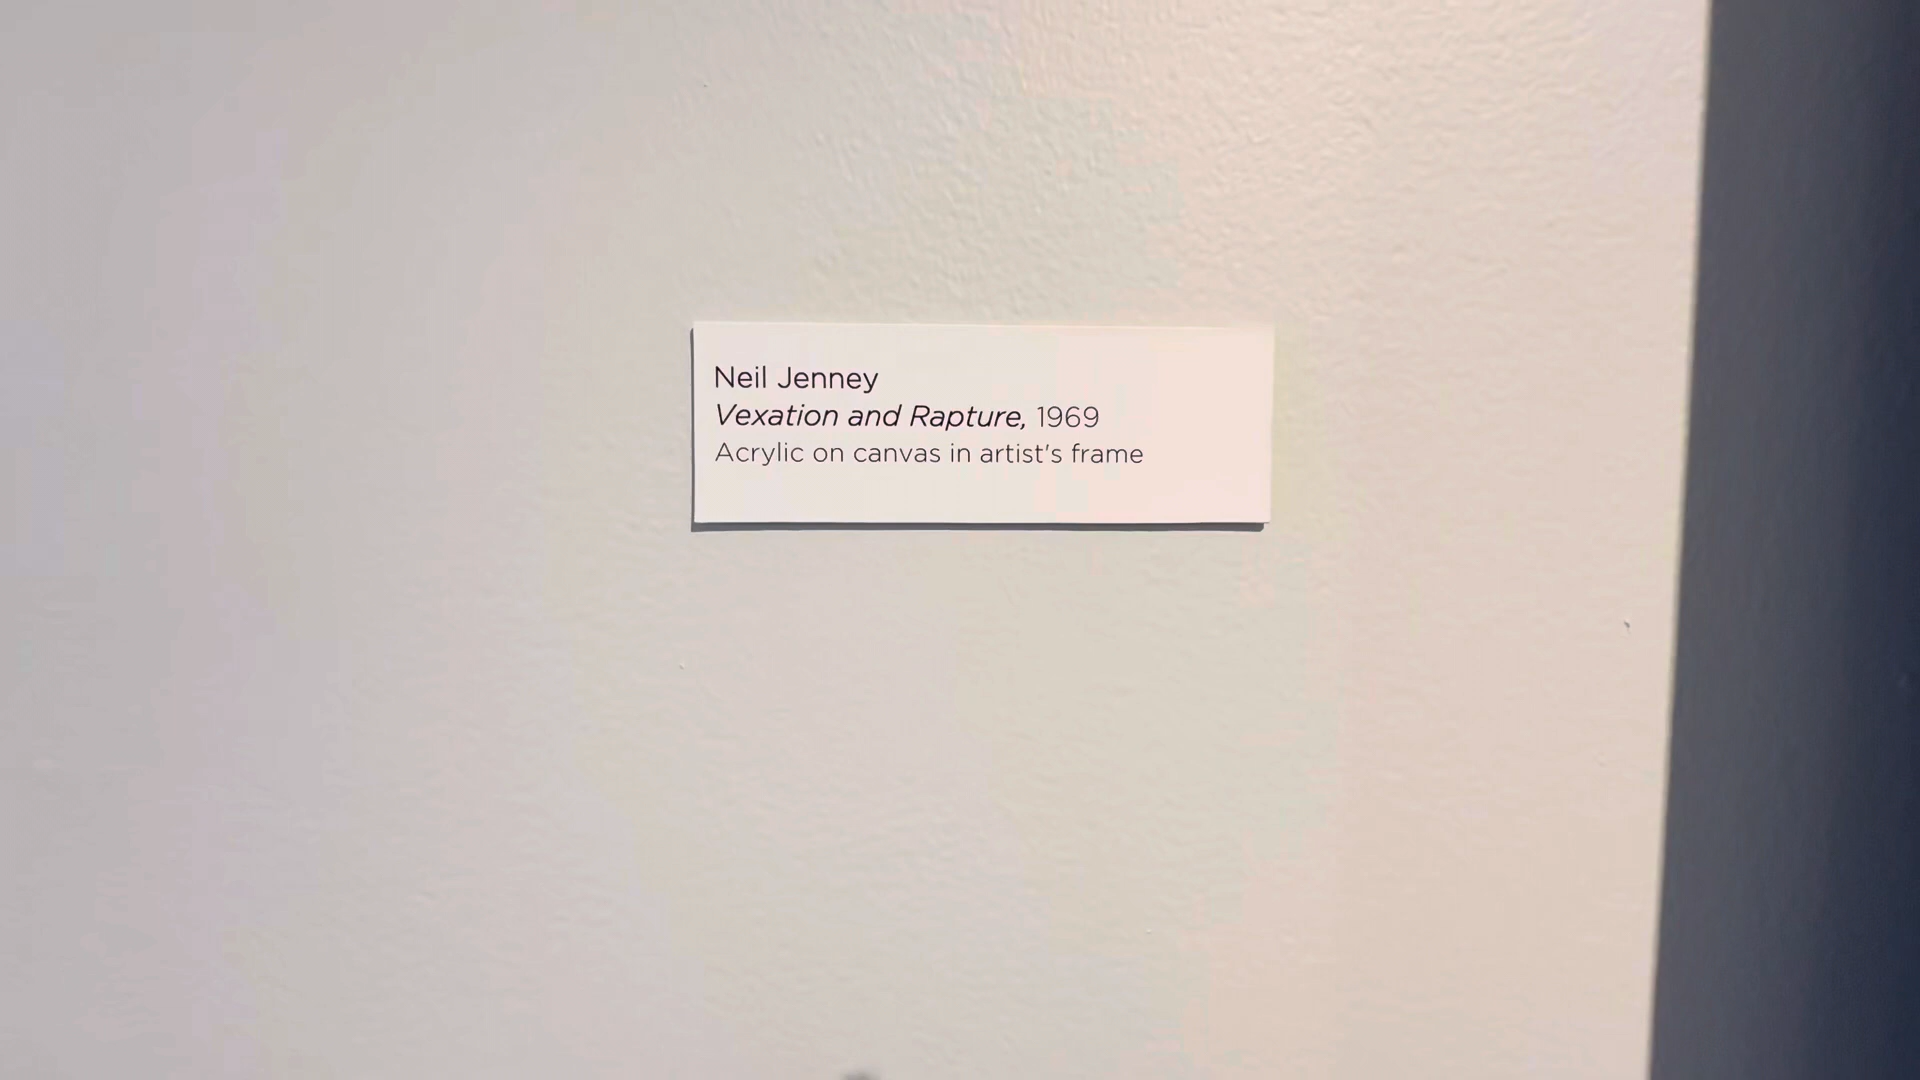 Neil Jenney
Vexation and Rapture, 1969
Acrylic on canvas in artist's frame